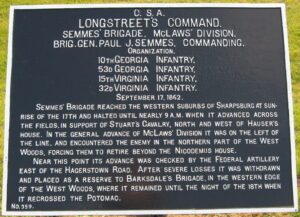 C. S. A.
LONGSTREET'S COMMAND.
SEMMES' BRIGADE, MCLAWS' DIVISION,
BRIG. GEN. PAUL J. SEMMES, COMMANDING.
ORGANIZATION.
10TH GEORGIA INFANTRY,
53D GEORGIA INFANTRY,
15TH VIRGINIA INFANTRY,
32D VIRGINIA INFANTRY.
SEPTEMBER 17, 1862.
SEMMES' BRIGADE REACHED THE WESTERN SUBURBS OF SHARPSBURG AT SUN-
RISE OF THE 17TH AND HALTED UNTIL NEARLY 9 A.M. WHEN IT ADVANCED ACROSS
THE FIELDS, IN SUPPORT OF STUART'S CAVALRY, NORTH AND WEST OF HAUSER'S
HOUSE. IN THE GENERAL ADVANCE OF MCLAWS' DIVISION IT WAS ON THE LEFT
OF THE LINE, AND ENCOUNTERED THE ENEMY IN THE NORTHERN PART OF THE WEST
WOODS, FORCING THEM TO RETIRE BEYOND THE NICODEMUS HOUSE.
NEAR THIS POINT ITS ADVANCE WAS CHECKED BY THE FEDERAL ARTILLERY
EAST OF THE HAGERSTOWN ROAD. AFTER SEVERE LOSSES IT WAS WITHDRAWN
AND PLACED AS A RESERVE TO BARKSDALE'S BRIGADE, IN THE WESTERN EDGE
OF THE WEST WOODS, WHERE IT REMAINED UNTIL THE NIGHT OF THE 18TH WHEN
IT RECROSSED THE POTOMAC.
NO. 359.